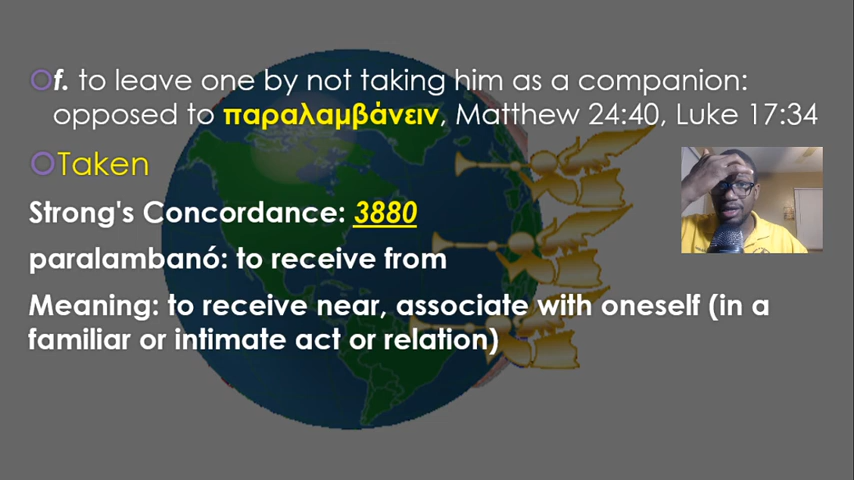 f. to leave one by not taking him as a companion:
opposed to παραλαμβάνειν, Matthew 24:40, Luke 17:34
Taken
Strong's Concordance: 3880
paralambanó: to receive from
Meaning: to receive near, associate with oneself (in a
familiar or intimate act or relation)